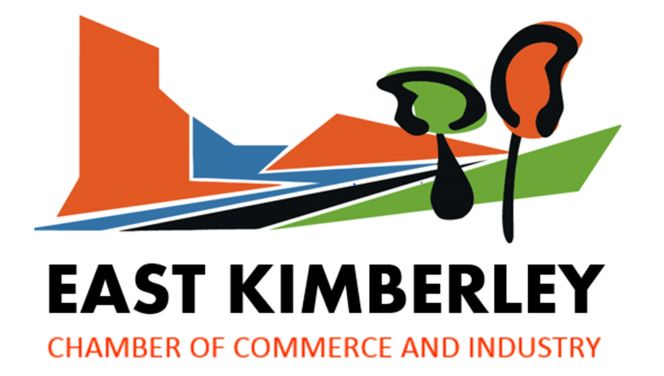 EAST KIMBERLEY
CHAMBER OF COMMERCE AND INDUSTRY